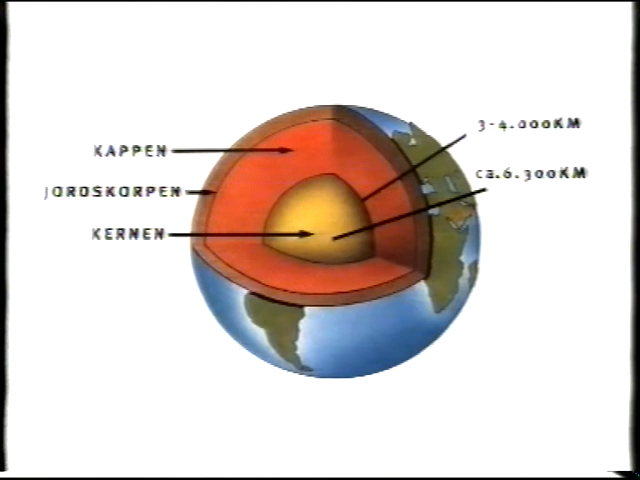 KAPPEN
JORDSKORPEN
KERNEN
3-4.000KM
ca.6.300KM